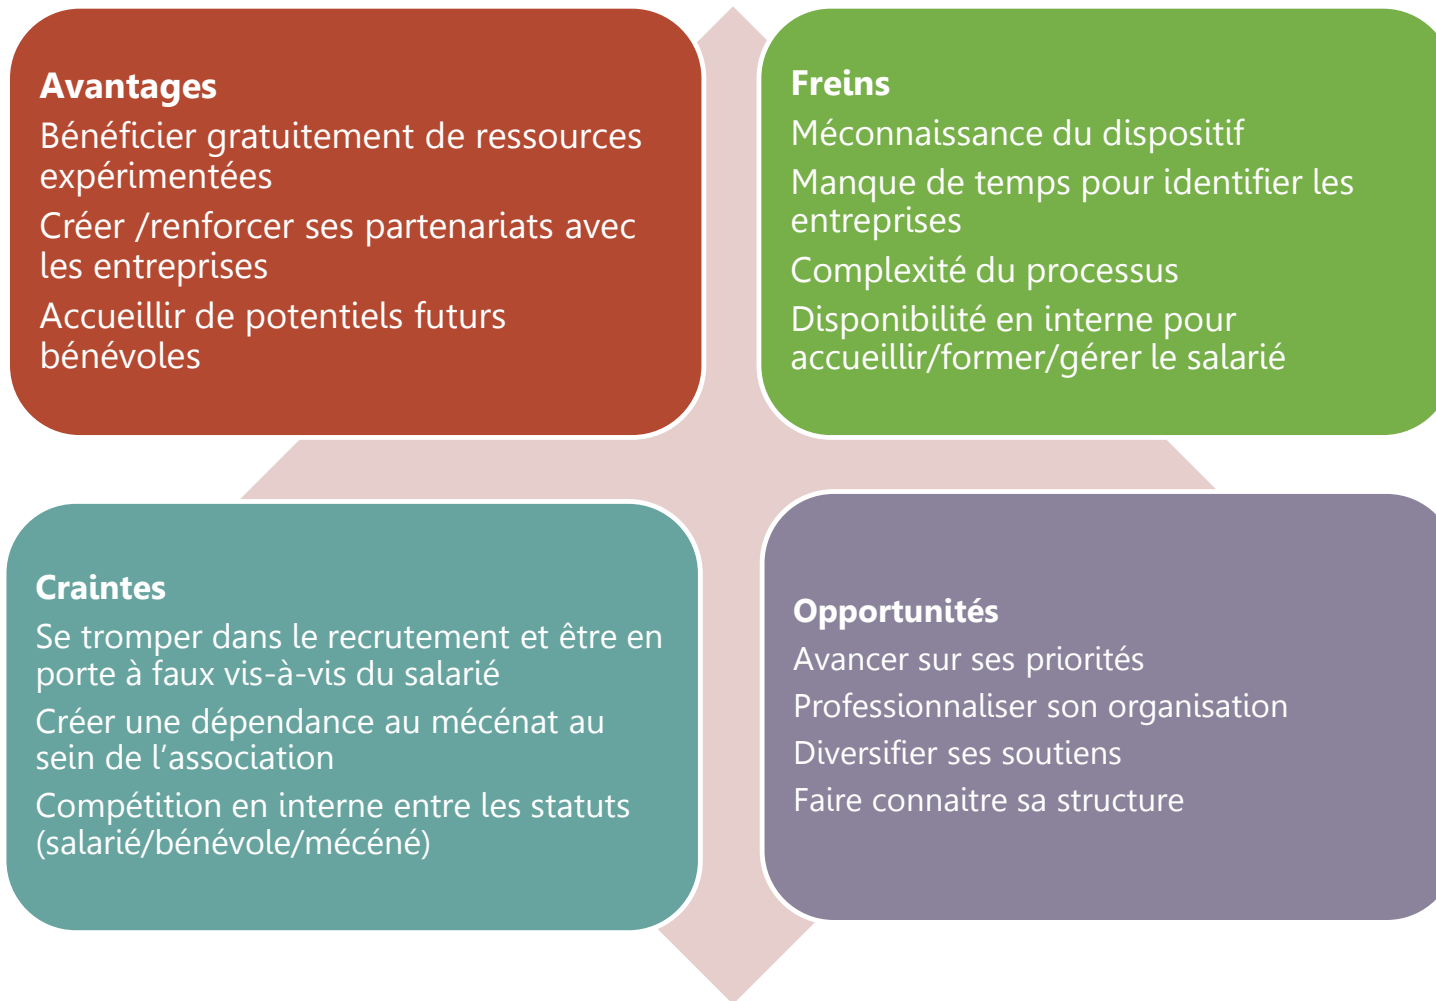 Avantages
Bénéficier gratuitement de ressources
expérimentées
Créer /renforcer ses partenariats avec
les entreprises
Accueillir de potentiels futurs
bénévoles
Freins
Méconnaissance du dispositif
Manque de temps pour identifier les
entreprises
Complexité du processus
Disponibilité en interne pour
accueillir/former/gérer le salarié
Craintes
Se tromper dans le recrutement et être en
porte à faux vis-à-vis du salarié
Créer une dépendance au mécénat au
sein de l’association
Compétition en interne entre les statuts
(salarié/bénévole/mécéné)
Opportunités
Avancer sur ses priorités
Professionnaliser son organisation
Diversifier ses soutiens
Faire connaitre sa structure